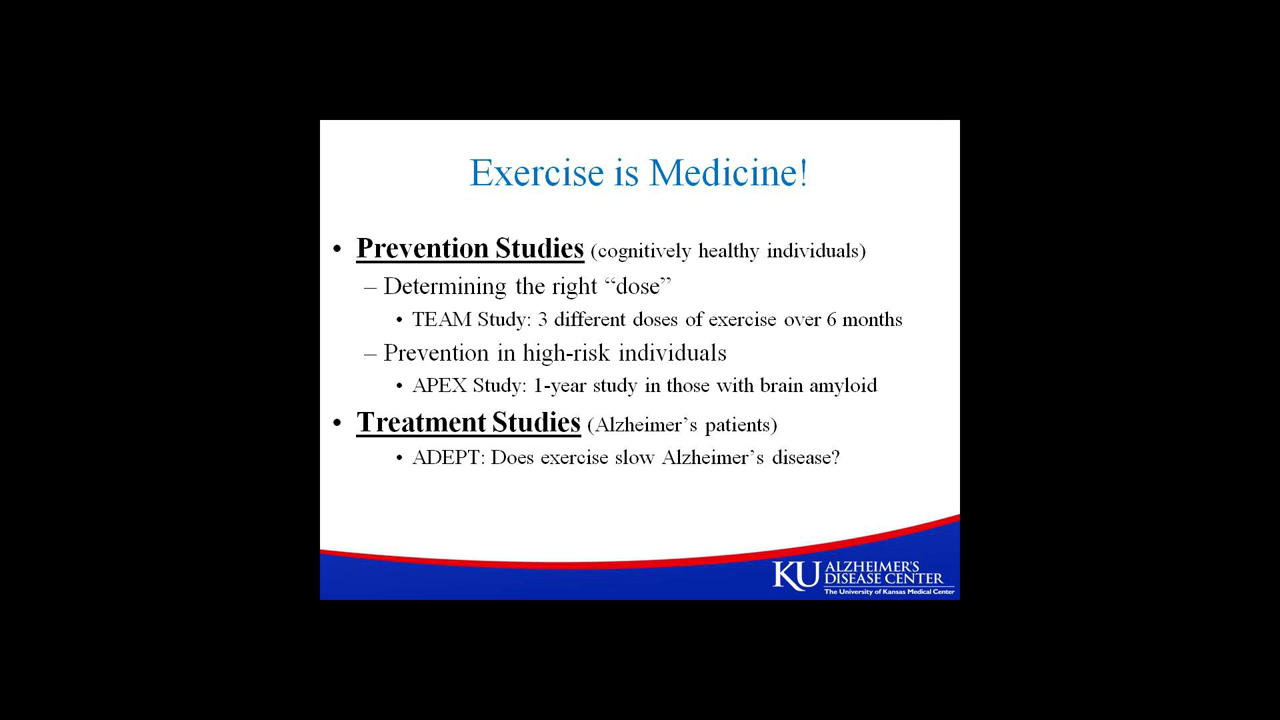 Exercise is Medicine!
• Prevention Studies (cognitively healthy individuals)
– Determining the right “dose”
• TEAM Study: 3 different doses of exercise over 6 months
– Prevention in high-risk individuals
• APEX Study: 1-year study in those with brain amyloid
• Treatment Studies (Alzheimer’s patients)
• ADEPT: Does exercise slow Alzheimer’s disease?
KU ALZHEIMER'S
DISEASE CENTER
The University of Kansas Medical Center